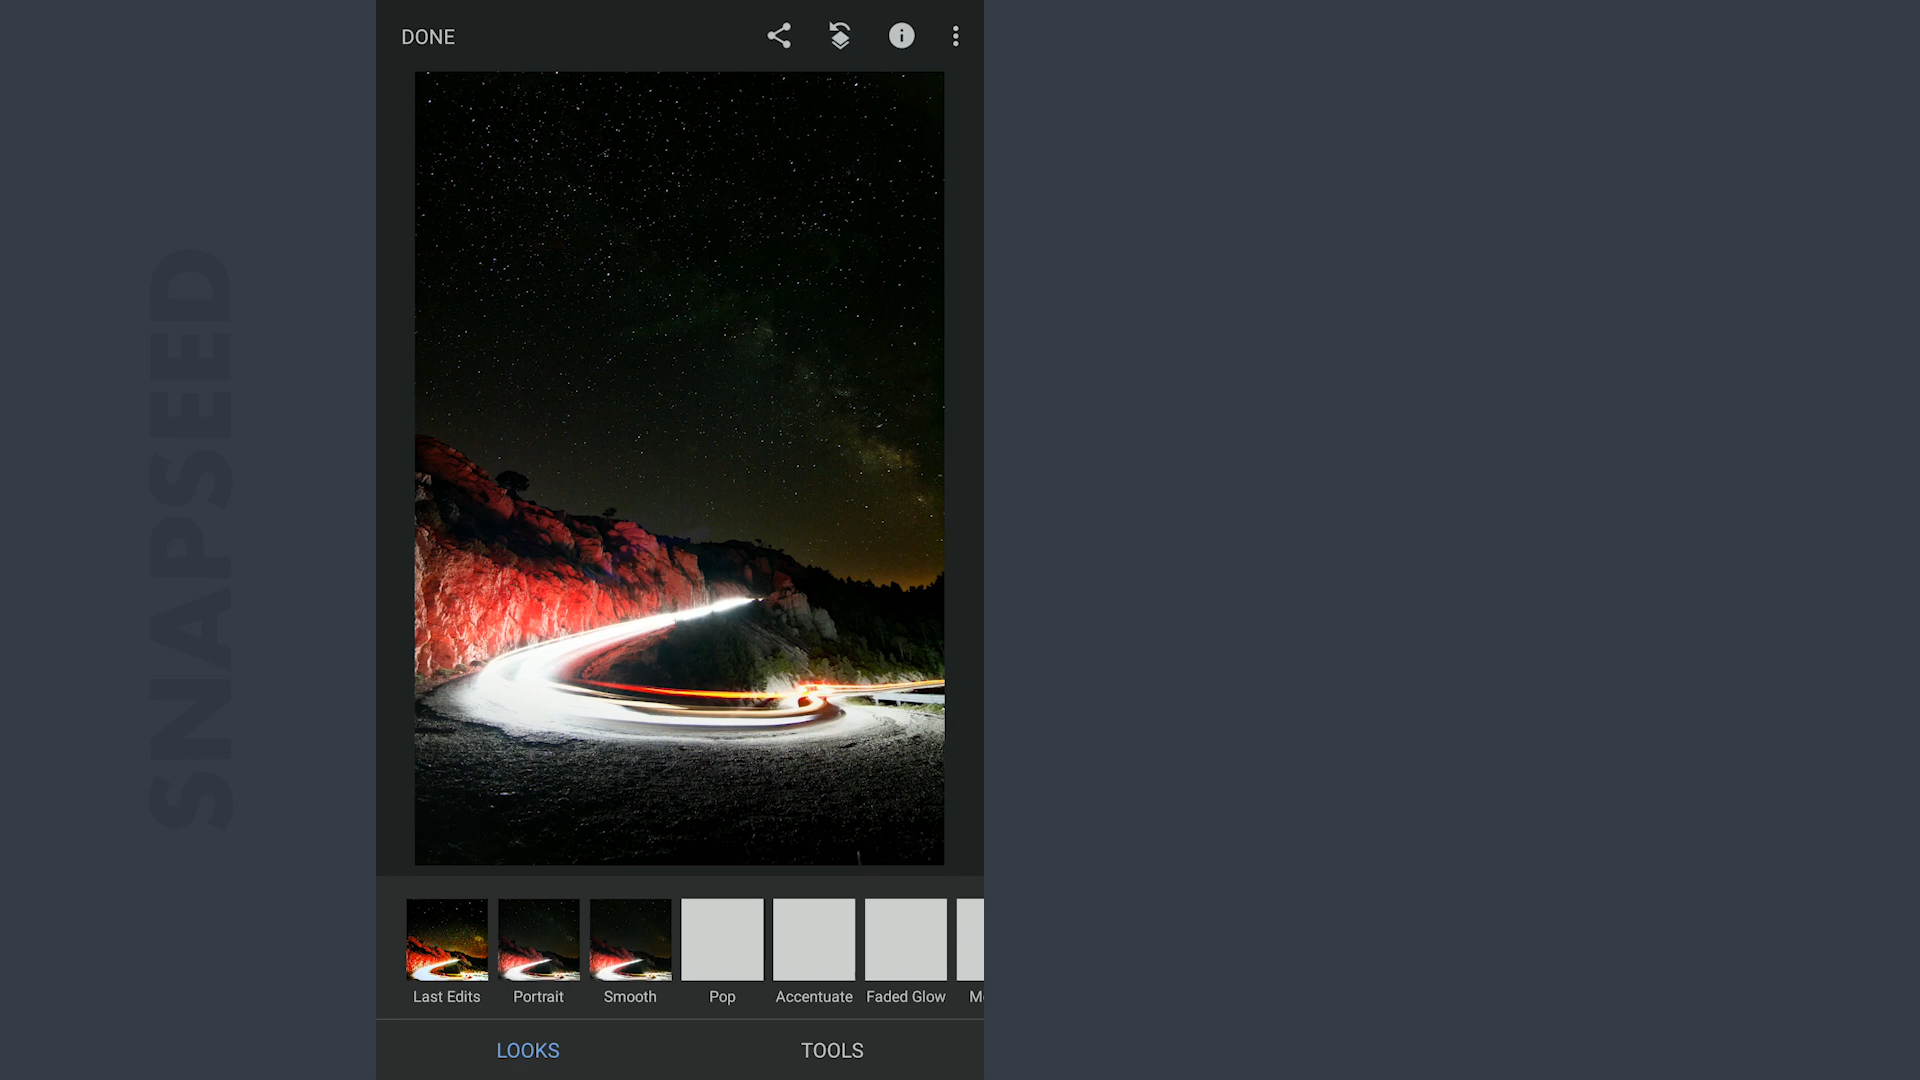 SNAPSEED
DONE
Last Edits
Portrait
Smooth
Pop
Accentuate
Faded Glow
LOOKS
TOOLS